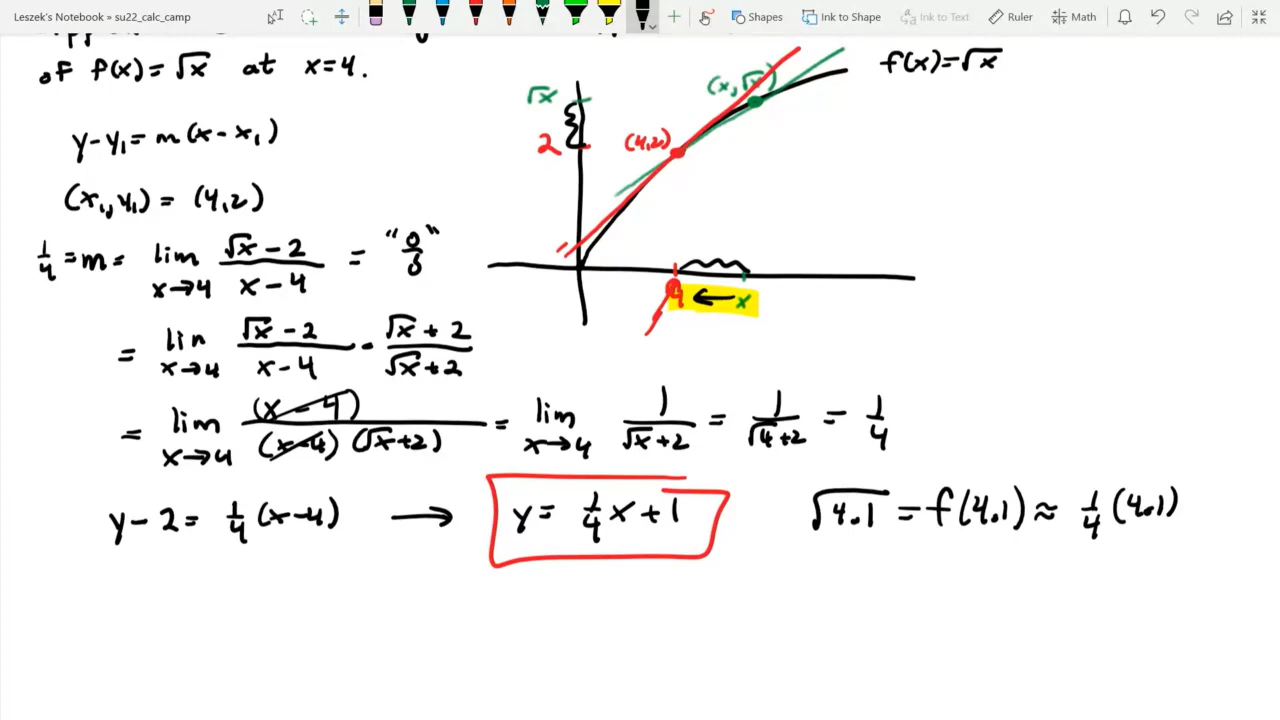 Leszek's Notebook » su22_calc_camp
Shapes Ink to Shape Ink to Text Ruler Math
of f(x) = √x at x = 4.
f(x) = √x
(x, √x)
√x
2
(4,2)
4 ← x
y - y₁ = m(x - x₁)
(x₁, y₁) = (4,2)
1/4 = m = lim x→4 (√x - 2)/(x - 4) = "0/0"
= lim x→4 (√x - 2)/(x - 4) · (√x + 2)/(√x + 2)
= lim x→4 (x - 4)/((x-4)(√x+2)) = lim x→4 1/(√x + 2) = 1/(√4 + 2) = 1/4
y - 2 = 1/4 (x - 4) → y = 1/4 x + 1 √4.1 = f(4.1) ≈ 1/4 (4.1)